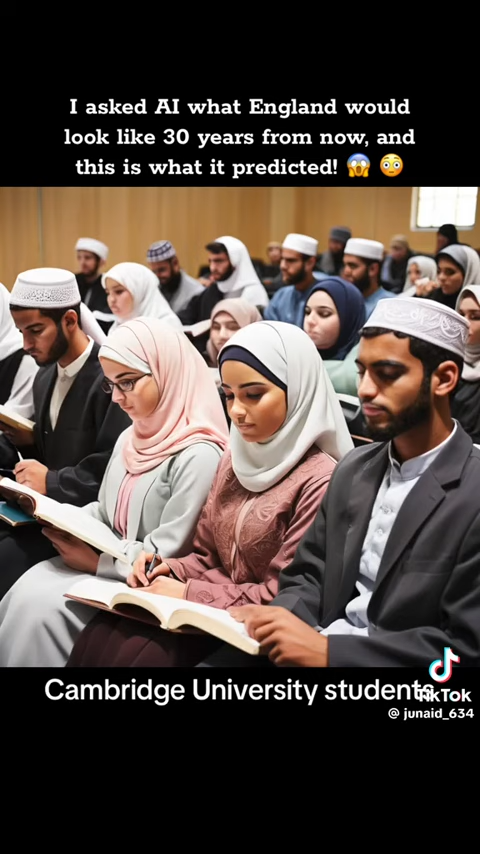 I asked AI what England would
look like 30 years from now, and
this is what it predicted! 😱 😳
Cambridge University students
TikTok
@ junaid_634